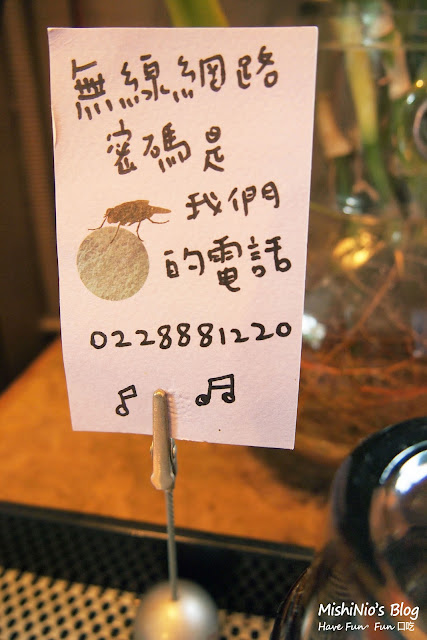 無線網路
密碼是
我們
的電話
0228881220
MishiNio's Blog
Have Fun Fun 口吃